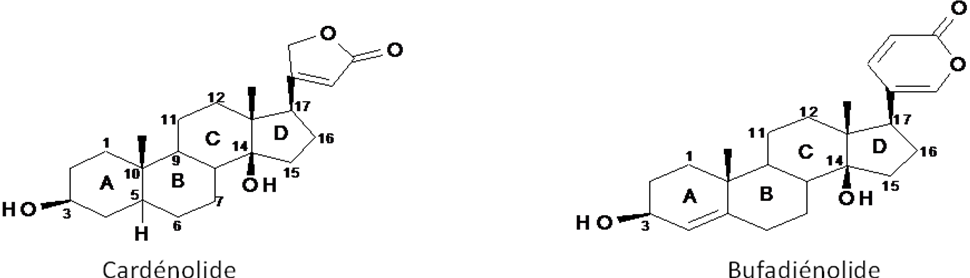 O O
12 17
11 C D 16
1 14
10 9 OH 15
A B
HO 3 5 7
H 6
Cardénolide
O
O
12 17
11 C D 16
1 14
OH 15
A B
HO 3
Bufadiénolide